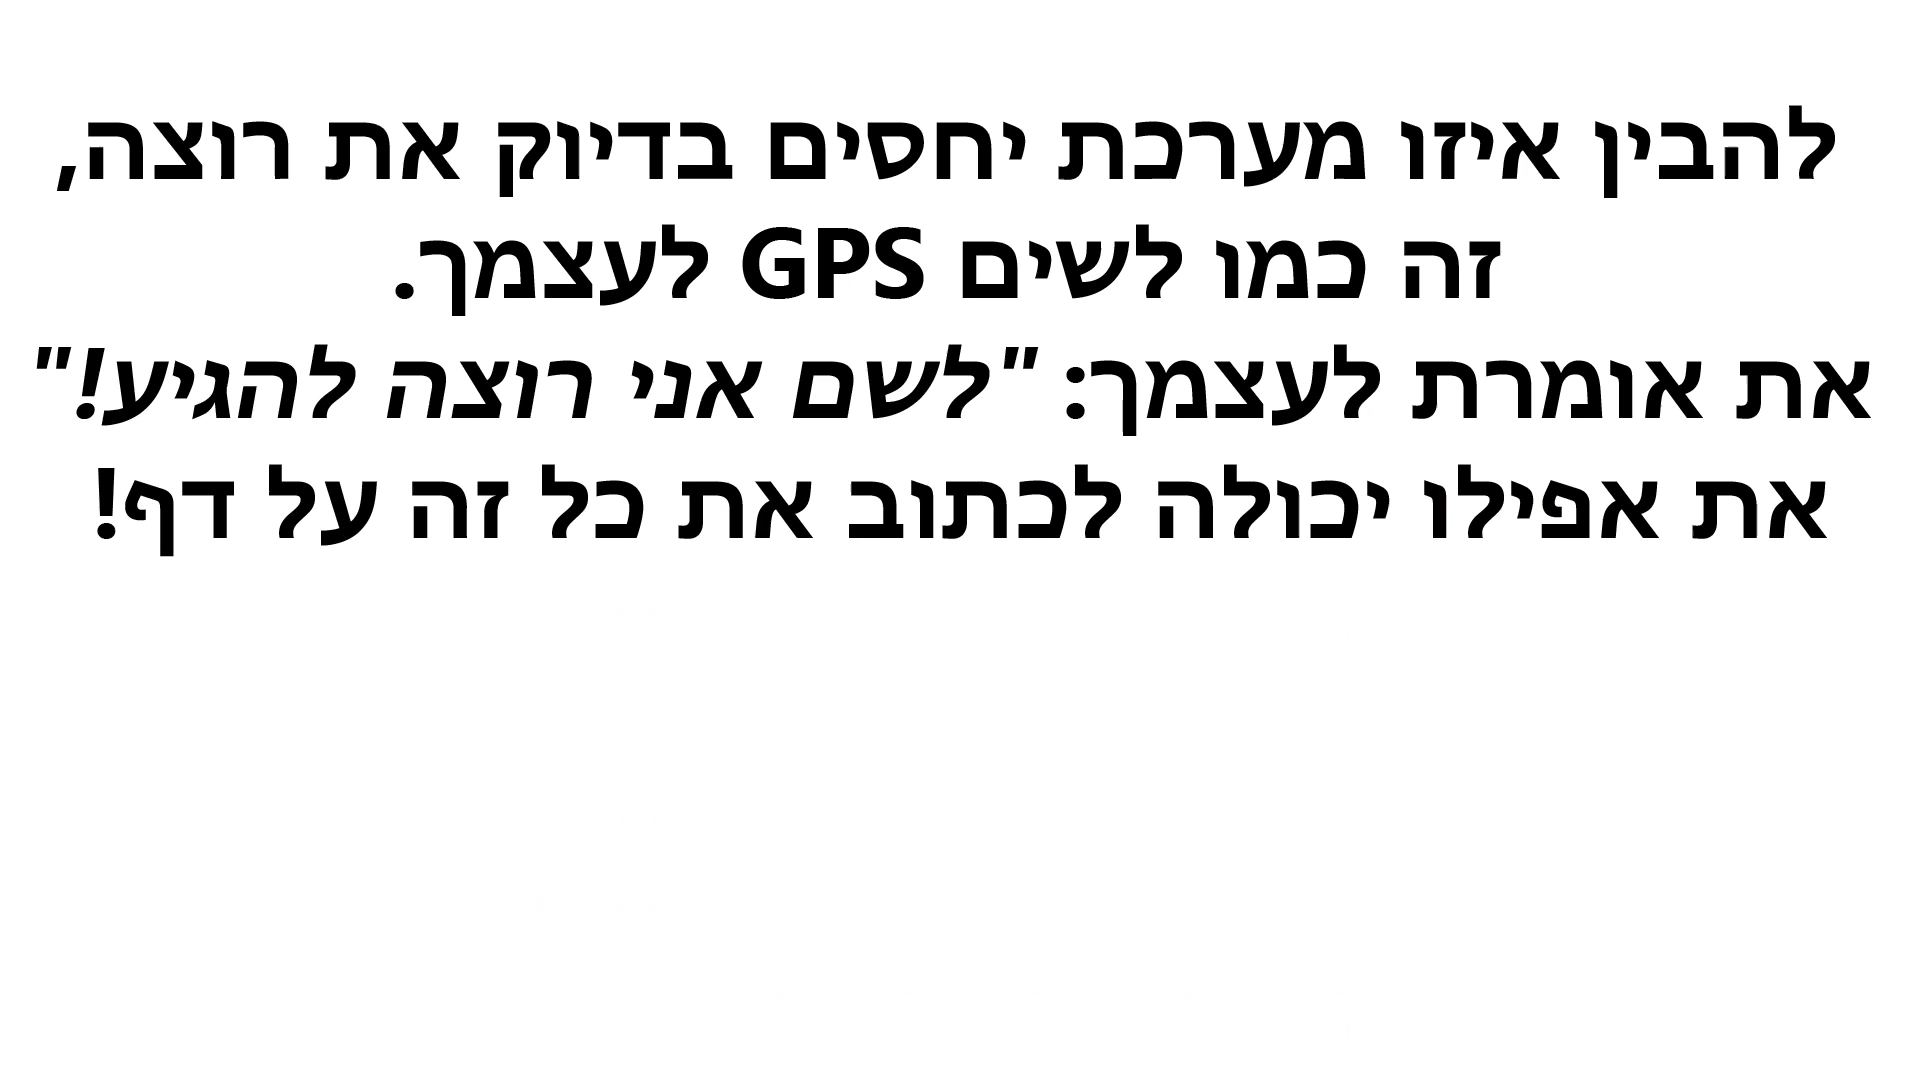 להבין איזו מערכת יחסים בדיוק את רוצה,
זה כמו לשים GPS לעצמך.
את אומרת לעצמך: "לשם אני רוצה להגיע!"
את אפילו יכולה לכתוב את כל זה על דף!